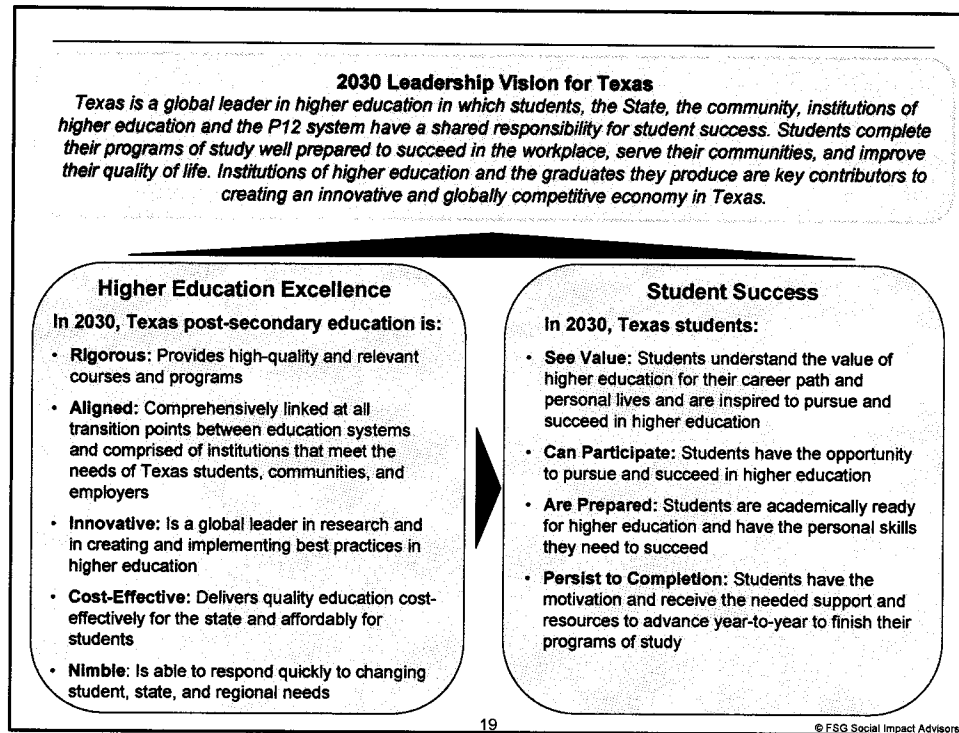 2030 Leadership Vision for Texas
Texas is a global leader in higher education in which students, the State, the community, institutions of
higher education and the P12 system have a shared responsibility for student success. Students complete
their programs of study well prepared to succeed in the workplace, serve their communities, and improve
their quality of life. Institutions of higher education and the graduates they produce are key contributors to
creating an innovative and globally competitive economy in Texas.
Higher Education Excellence
In 2030, Texas post-secondary education is:
• Rigorous: Provides high-quality and relevant
courses and programs
• Aligned: Comprehensively linked at all
transition points between education systems
and comprised of institutions that meet the
needs of Texas students, communities, and
employers
• Innovative: Is a global leader in research and
in creating and implementing best practices in
higher education
• Cost-Effective: Delivers quality education cost-
effectively for the state and affordably for
students
• Nimble: Is able to respond quickly to changing
student, state, and regional needs
Student Success
In 2030, Texas students:
• See Value: Students understand the value of
higher education for their career path and
personal lives and are inspired to pursue and
succeed in higher education
• Can Participate: Students have the opportunity
to pursue and succeed in higher education
• Are Prepared: Students are academically ready
for higher education and have the personal skills
they need to succeed
• Persist to Completion: Students have the
motivation and receive the needed support and
resources to advance year-to-year to finish their
programs of study
19
© FSG Social Impact Advisors